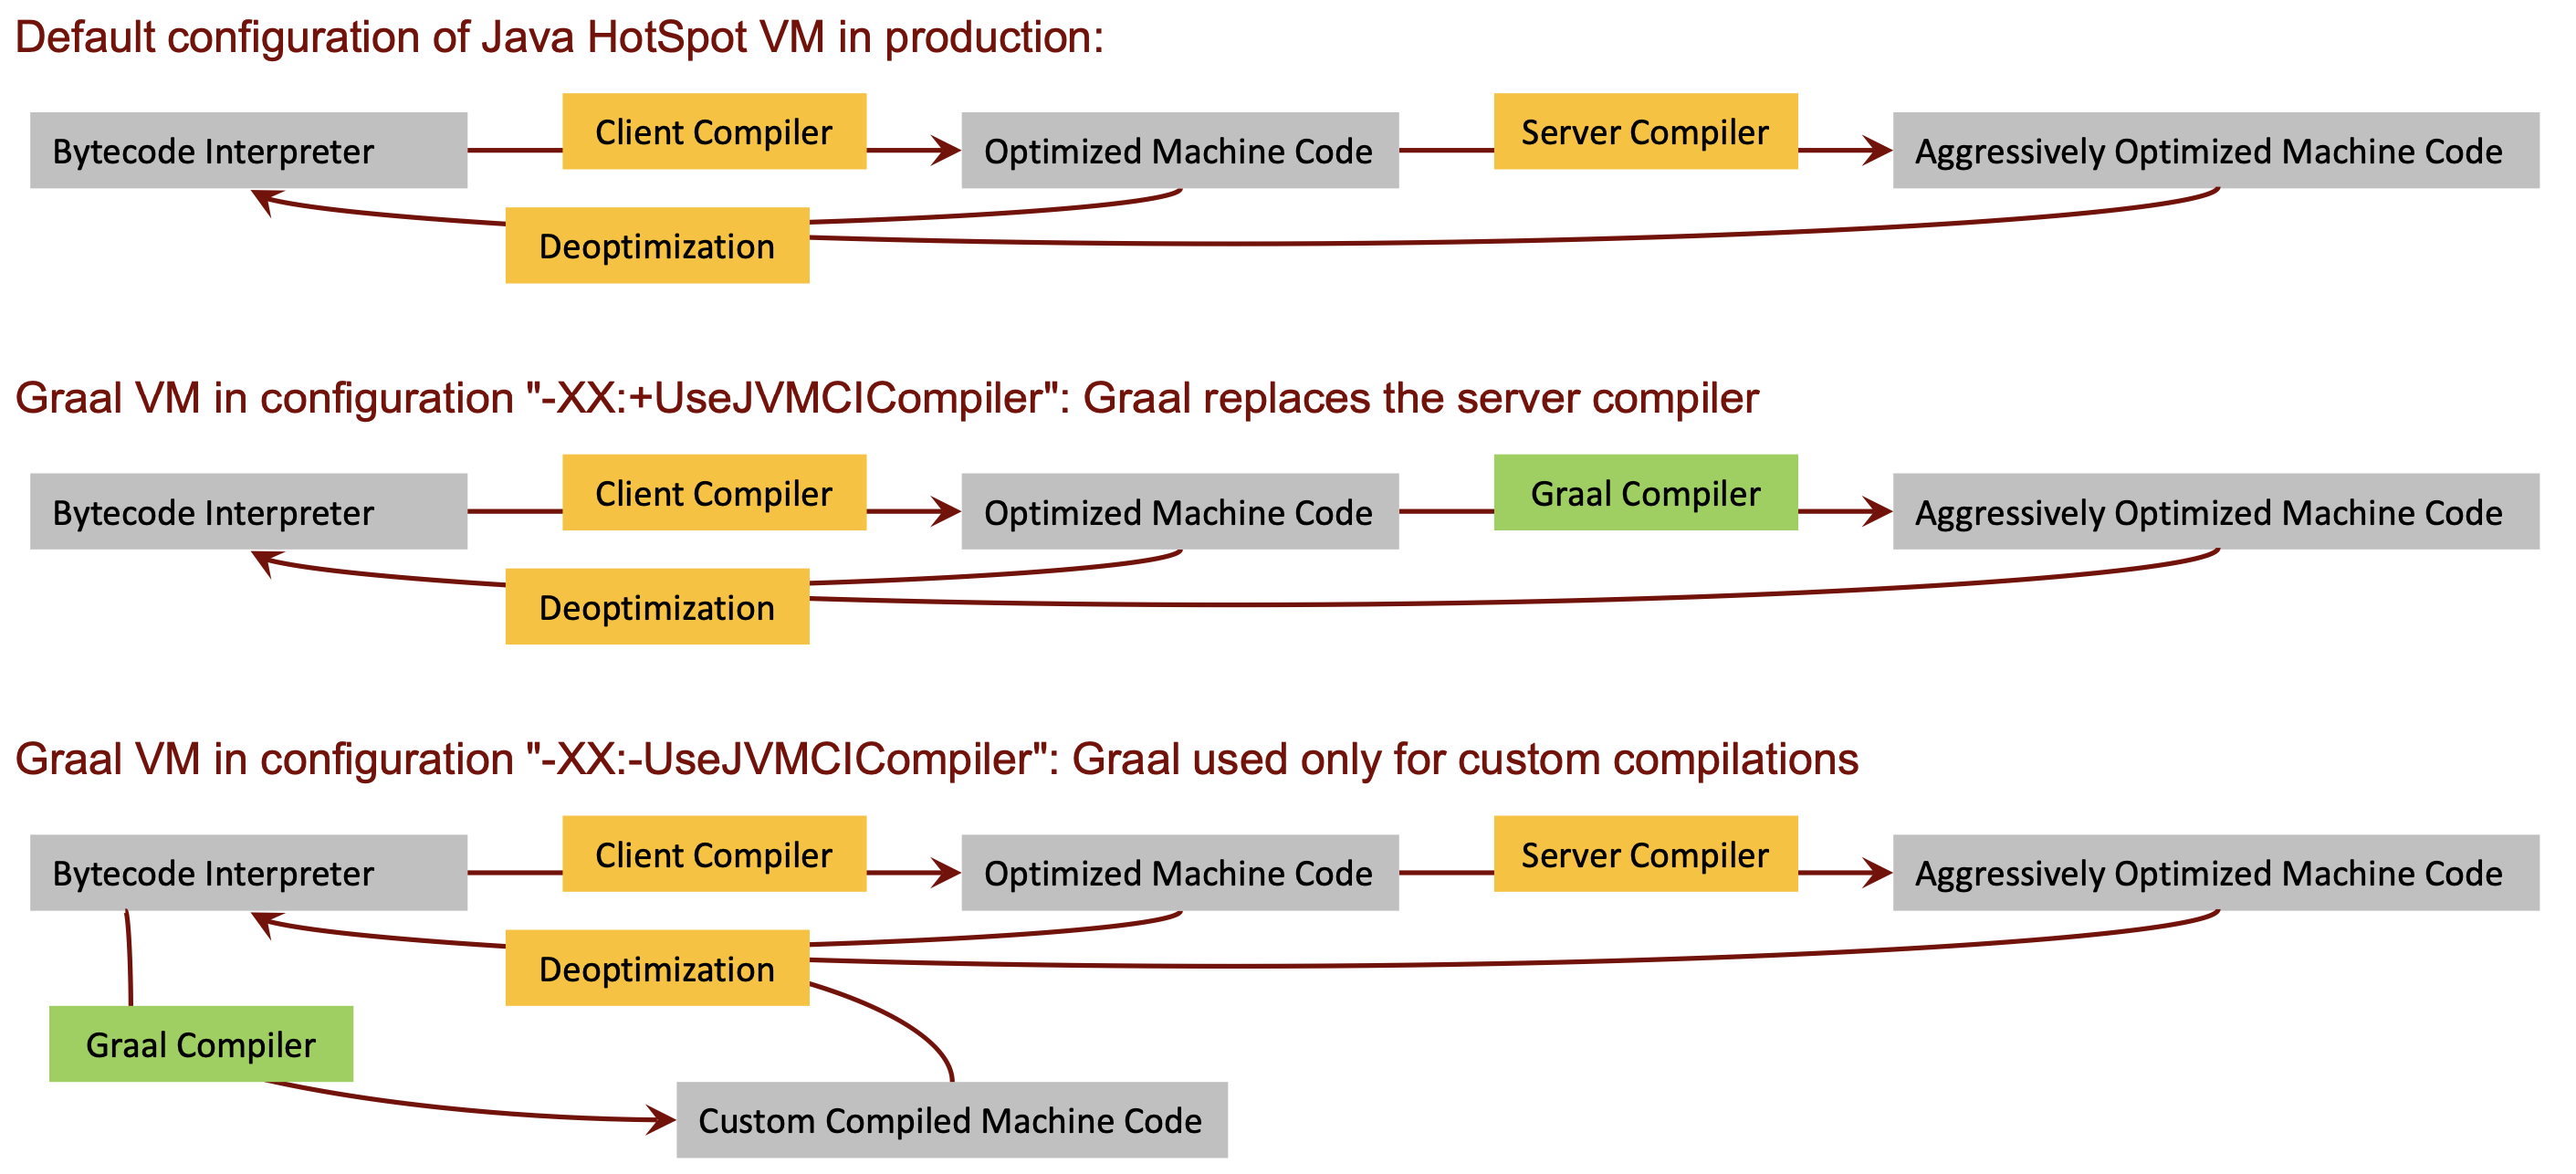 Default configuration of Java HotSpot VM in production:
Bytecode Interpreter
Client Compiler
Optimized Machine Code
Server Compiler
Aggressively Optimized Machine Code
Deoptimization
Graal VM in configuration "-XX:+UseJVMCICompiler": Graal replaces the server compiler
Bytecode Interpreter
Client Compiler
Optimized Machine Code
Graal Compiler
Aggressively Optimized Machine Code
Deoptimization
Graal VM in configuration "-XX:-UseJVMCICompiler": Graal used only for custom compilations
Bytecode Interpreter
Client Compiler
Optimized Machine Code
Server Compiler
Aggressively Optimized Machine Code
Deoptimization
Graal Compiler
Custom Compiled Machine Code